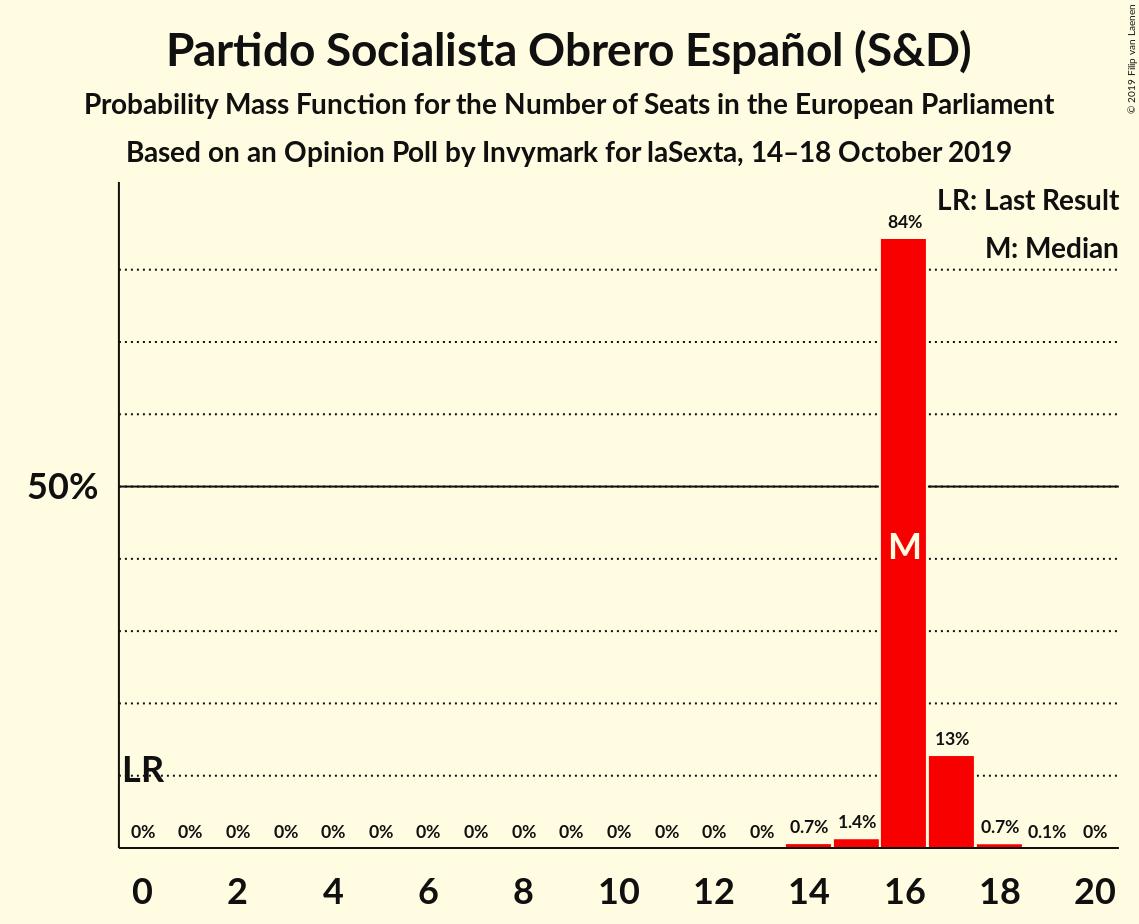 Partido Socialista Obrero Español (S&D)
Probability Mass Function for the Number of Seats in the European Parliament
Based on an Opinion Poll by Invymark for laSexta, 14–18 October 2019
© 2019 Filip van Laenen
LR: Last Result
M: Median
84%
50%
M
13%
LR
0% 0% 0% 0% 0% 0% 0% 0% 0% 0% 0% 0% 0% 0% 0.7% 1.4% 0.7% 0.1% 0%
0 2 4 6 8 10 12 14 16 18 20